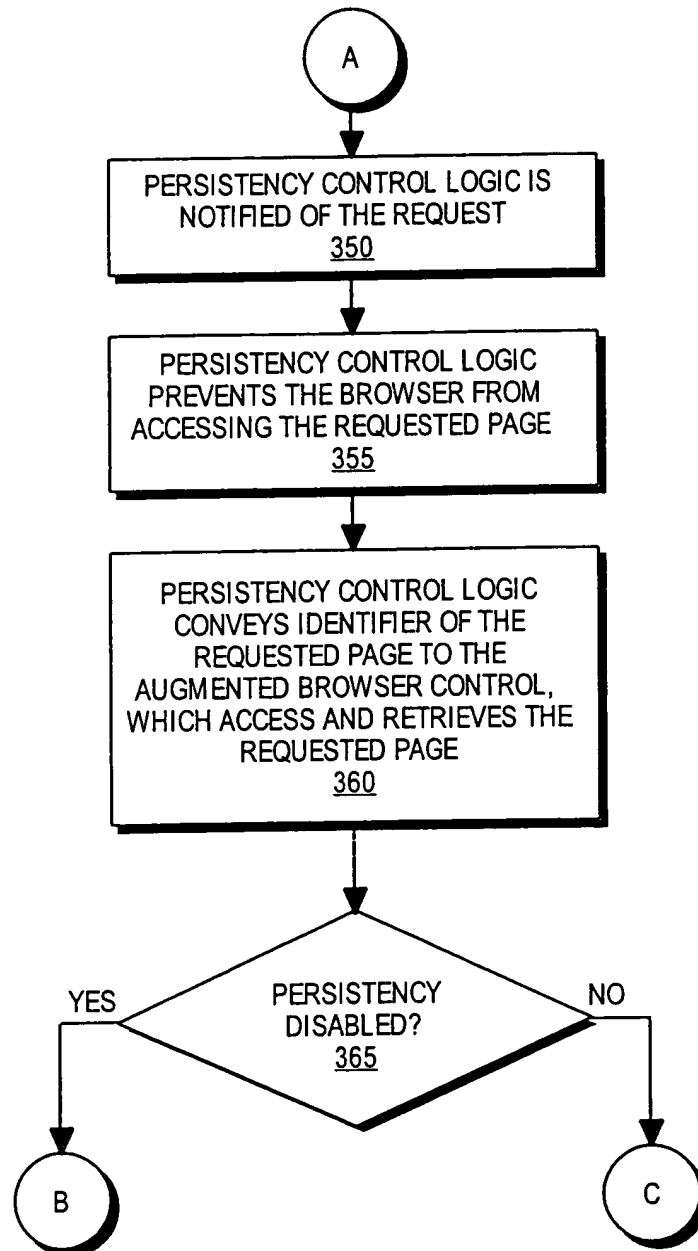 A
PERSISTENCY CONTROL LOGIC IS
NOTIFIED OF THE REQUEST
350
PERSISTENCY CONTROL LOGIC
PREVENTS THE BROWSER FROM
ACCESSING THE REQUESTED PAGE
355
PERSISTENCY CONTROL LOGIC
CONVEYS IDENTIFIER OF THE
REQUESTED PAGE TO THE
AUGMENTED BROWSER CONTROL,
WHICH ACCESS AND RETRIEVES THE
REQUESTED PAGE
360
YES
NO
PERSISTENCY
DISABLED?
365
B
C